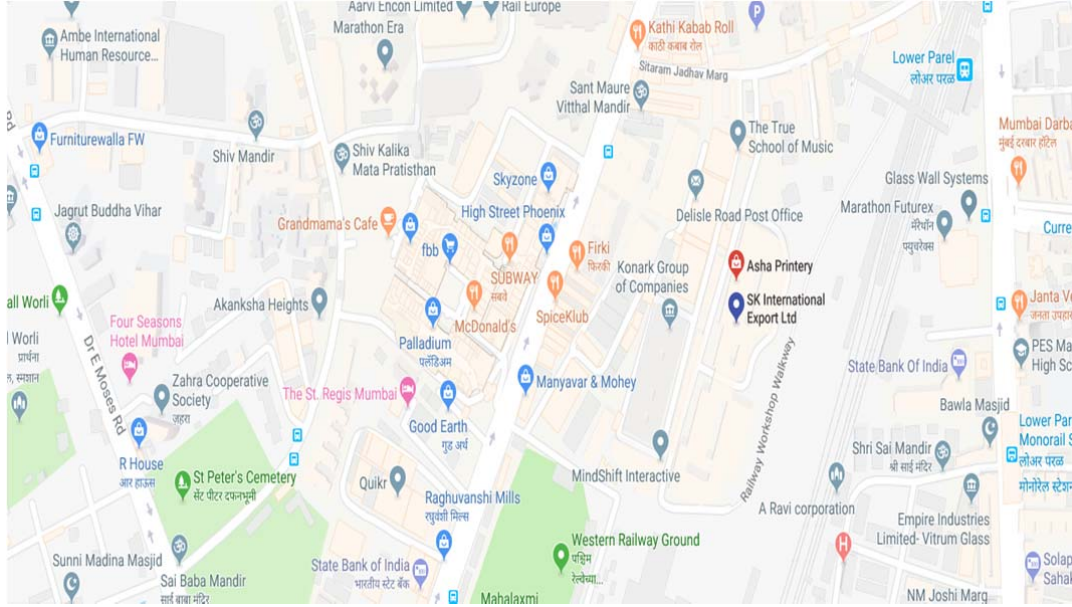 Aarvi Encon Limited
Rail Europe
Marathon Era
Ambe International
Human Resource...
Kathi Kabab Roll
काठी कबाब रोल
P
Lower Parel
लोअर परळ
Sitaram Jadhav Marg
Sant Maure
Vitthal Mandir
The True
School of Music
Mumbai Darba
मुंबई दरबार हॉटेल
Furniturewalla FW
Shiv Mandir
Shiv Kalika
Mata Pratisthan
Skyzone
Glass Wall Systems
Jagrut Buddha Vihar
Grandmama's Cafe
High Street Phoenix
Delisle Road Post Office
Marathon Futurex
मॅरेथॉन
फ्युचरेक्स
Curre
fbb
Firki
फिरकी
SUBWAY
सबवे
Konark Group
of Companies
Asha Printery
all Worli
Akanksha Heights
McDonald's
SpiceKlub
SK International
Export Ltd
Janta Ve
जनता उपहार
Four Seasons
Hotel Mumbai
Worli
प्रार्थना
Palladium
पलॅडिअम
PES Ma
High Sc
State Bank Of India
Dr E Moses Rd
Zahra Cooperative
Society
जहरा
The St. Regis Mumbai
Manyavar & Mohey
Railway Workshop Walkway
Bawla Masjid
Good Earth
गुड अर्थ
Lower Par
Monorail S
लोअर परळ
मोनोरेल स्टेशन
R House
आर हाऊस
St Peter's Cemetery
सेंट पीटर दफनभूमी
Quikr
MindShift Interactive
Shri Sai Mandir
श्री साई मंदिर
Raghuvanshi Mills
रघुवंशी मिल्स
A Ravi corporation
Empire Industries
Limited- Vitrum Glass
Western Railway Ground
पश्चिम
रेल्वेच्या...
H
Sunni Madina Masjid
Sai Baba Mandir
साई बाबा मंदिर
State Bank of India
भारतीय स्टेट बँक
Mahalaxmi
NM Joshi Marg
Solap
Sahak